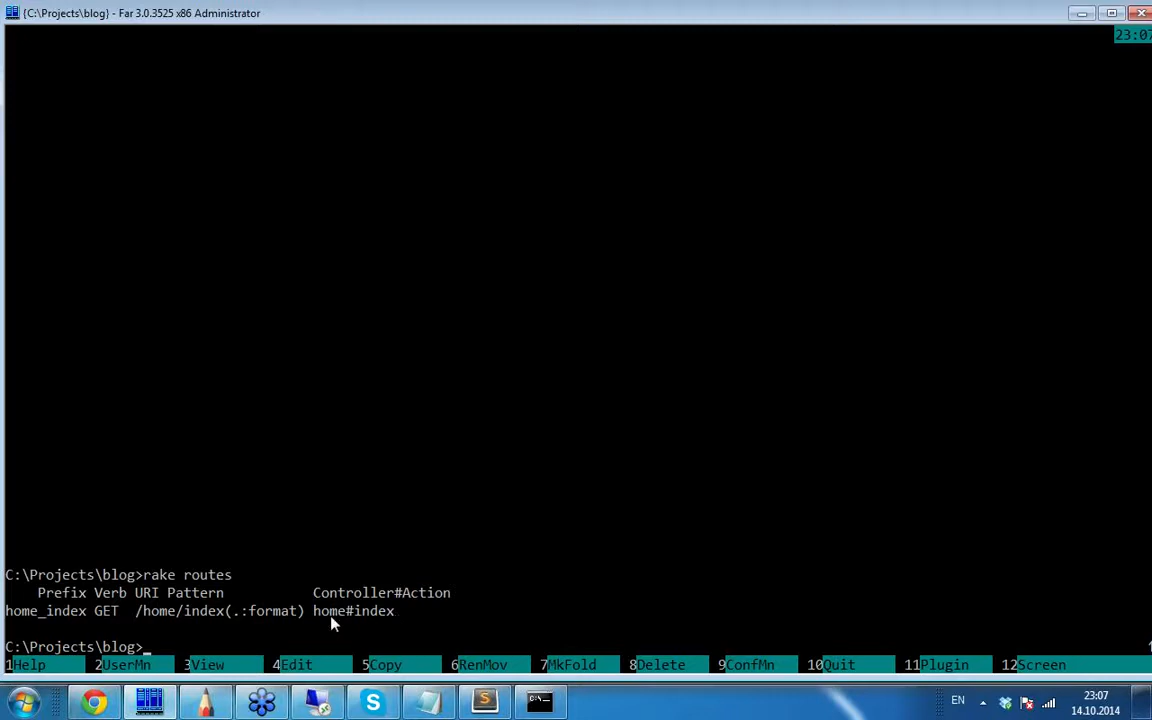 {C:\Projects\blog} - Far 3.0.3525 x86 Administrator
23:07
C:\Projects\blog>rake routes
Prefix Verb URI Pattern Controller#Action
home_index GET /home/index(.:format) home#index
C:\Projects\blog>_
1Help 2UserMn 3View 4Edit 5Copy 6RenMov 7MkFold 8Delete 9ConfMn 10Quit 11Plugin 12Screen
EN 23:07
14.10.2014